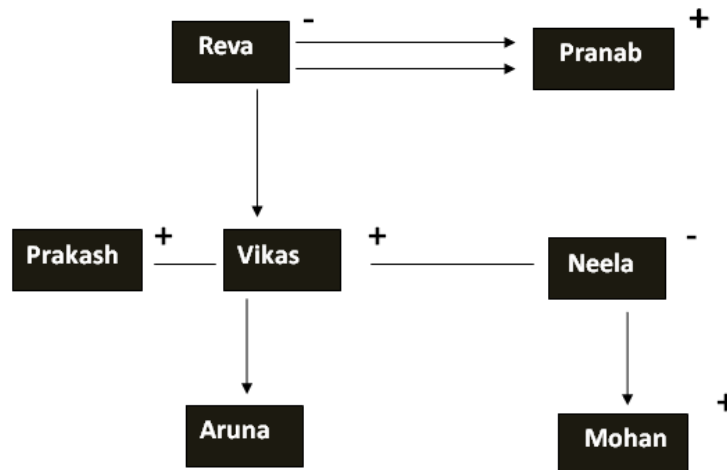 Reva - Pranab +
Prakash + Vikas + Neela -
Aruna Mohan +